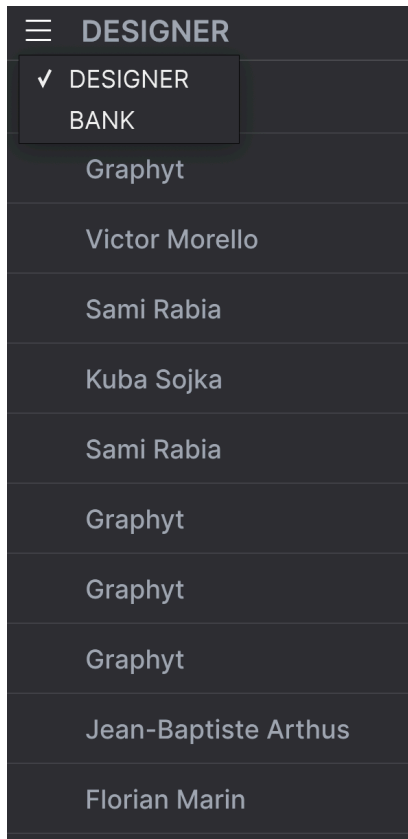 DESIGNER
✓ DESIGNER
BANK
Graphyt
Victor Morello
Sami Rabia
Kuba Sojka
Sami Rabia
Graphyt
Graphyt
Graphyt
Jean-Baptiste Arthus
Florian Marin